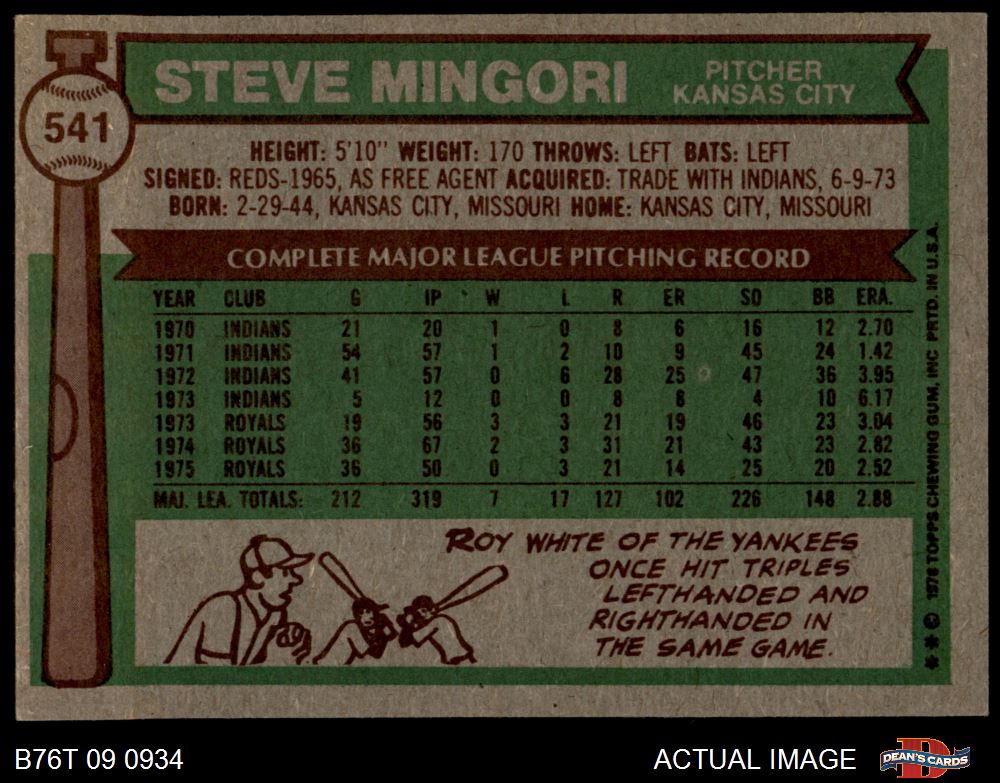 541
STEVE MINGORI
PITCHER
KANSAS CITY
HEIGHT: 5'10" WEIGHT: 170 THROWS: LEFT BATS: LEFT
SIGNED: REDS-1965, AS FREE AGENT ACQUIRED: TRADE WITH INDIANS, 6-9-73
BORN: 2-29-44, KANSAS CITY, MISSOURI HOME: KANSAS CITY, MISSOURI
COMPLETE MAJOR LEAGUE PITCHING RECORD
YEAR CLUB G IP W L R ER SO BB ERA.
1970 INDIANS 21 20 1 0 8 6 16 12 2.70
1971 INDIANS 54 57 1 2 10 9 45 24 1.42
1972 INDIANS 41 57 0 6 28 25 47 36 3.95
1973 INDIANS 5 12 0 0 8 8 4 10 6.17
1973 ROYALS 19 56 3 3 21 19 46 23 3.04
1974 ROYALS 36 67 2 3 31 21 43 23 2.82
1975 ROYALS 36 50 0 3 21 14 25 20 2.52
MAJ. LEA. TOTALS: 212 319 7 17 127 102 226 148 2.88
ROY WHITE OF THE YANKEES
ONCE HIT TRIPLES
LEFTHANDED AND
RIGHTHANDED IN
THE SAME GAME.
* * © 1976 TOPPS CHEWING GUM, INC PRTD. IN U.S.A.
B76T 09 0934
ACTUAL IMAGE
DEAN'S CARDS